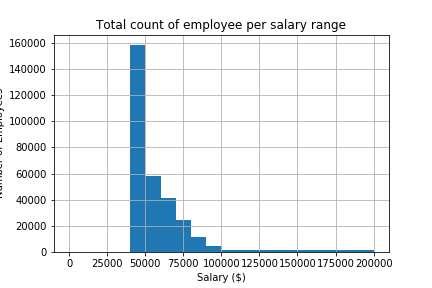 Total count of employee per salary range
Number of Employees
160000
140000
120000
100000
80000
60000
40000
20000
0
0 25000 50000 75000 100000 125000 150000 175000 200000
Salary ($)